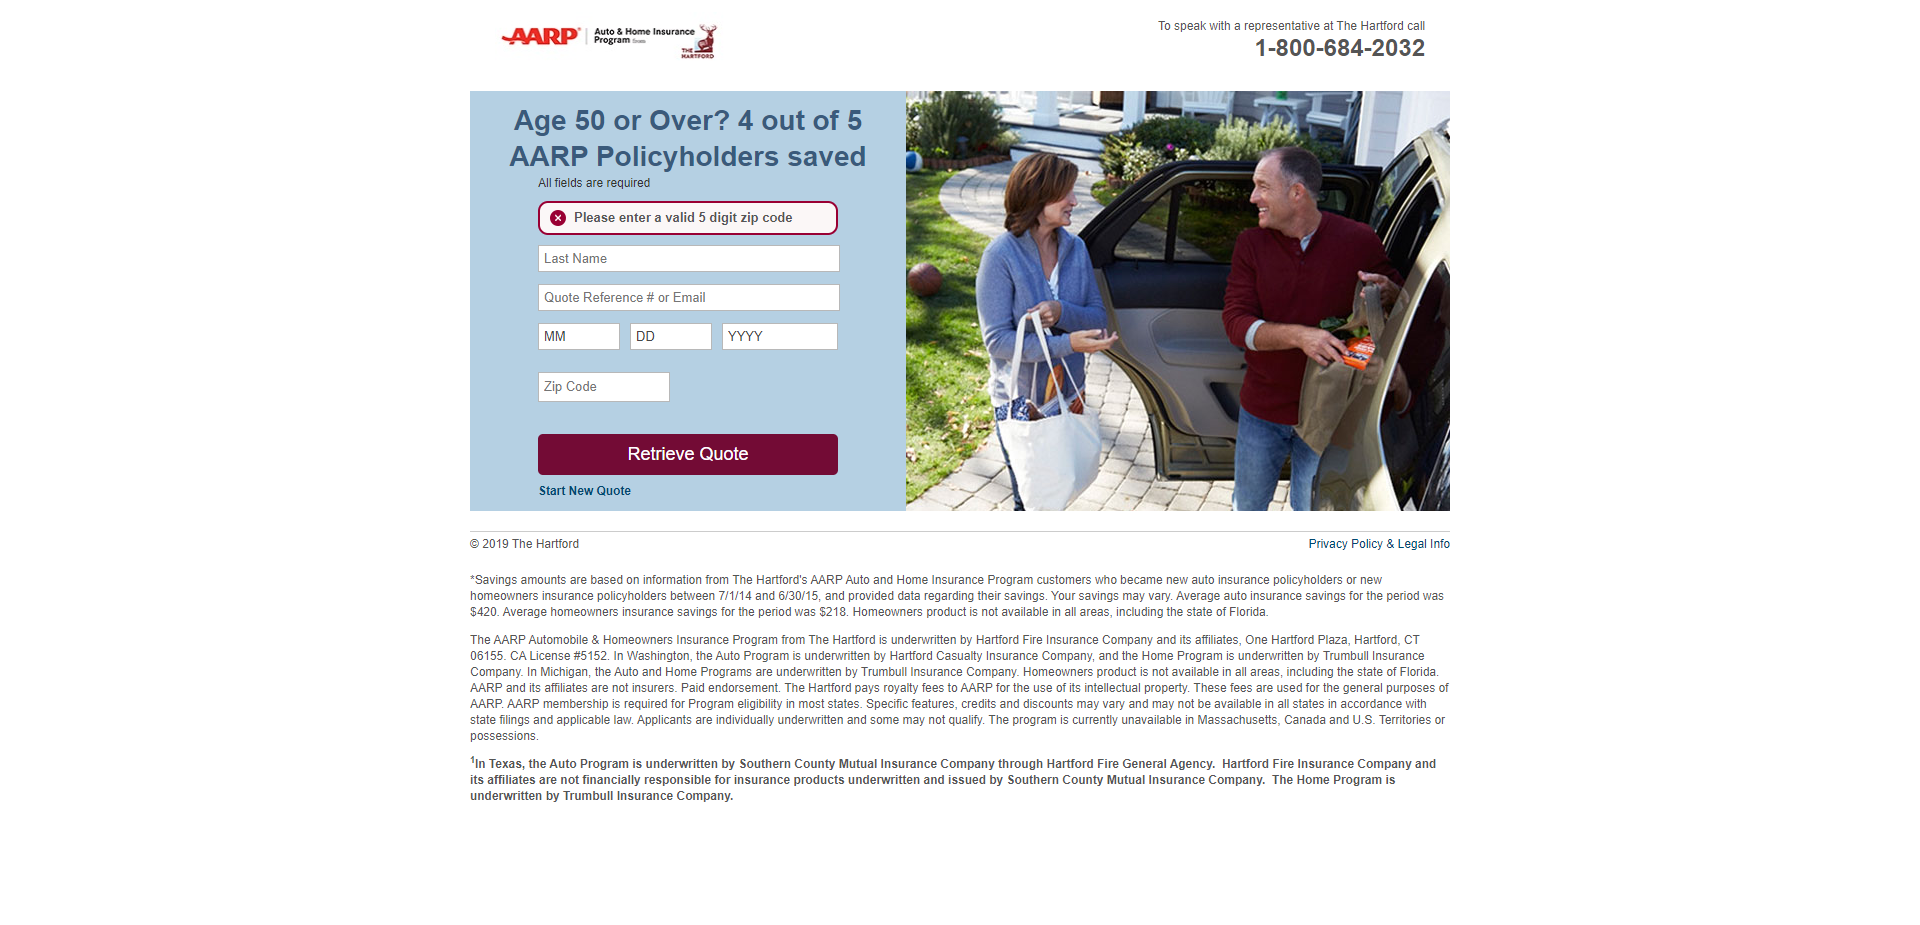 AARP® Auto & Home Insurance
Program from
THE
HARTFORD
To speak with a representative at The Hartford call
1-800-684-2032
Age 50 or Over? 4 out of 5
AARP Policyholders saved
All fields are required
Please enter a valid 5 digit zip code
Last Name
Quote Reference # or Email
MM DD YYYY
Zip Code
Retrieve Quote
Start New Quote
© 2019 The Hartford
Privacy Policy & Legal Info
*Savings amounts are based on information from The Hartford's AARP Auto and Home Insurance Program customers who became new auto insurance policyholders or new
homeowners insurance policyholders between 7/1/14 and 6/30/15, and provided data regarding their savings. Your savings may vary. Average auto insurance savings for the period was
$420. Average homeowners insurance savings for the period was $218. Homeowners product is not available in all areas, including the state of Florida.
The AARP Automobile & Homeowners Insurance Program from The Hartford is underwritten by Hartford Fire Insurance Company and its affiliates, One Hartford Plaza, Hartford, CT
06155. CA License #5152. In Washington, the Auto Program is underwritten by Hartford Casualty Insurance Company, and the Home Program is underwritten by Trumbull Insurance
Company. In Michigan, the Auto and Home Programs are underwritten by Trumbull Insurance Company. Homeowners product is not available in all areas, including the state of Florida.
AARP and its affiliates are not insurers. Paid endorsement. The Hartford pays royalty fees to AARP for the use of its intellectual property. These fees are used for the general purposes of
AARP. AARP membership is required for Program eligibility in most states. Specific features, credits and discounts may vary and may not be available in all states in accordance with
state filings and applicable law. Applicants are individually underwritten and some may not qualify. The program is currently unavailable in Massachusetts, Canada and U.S. Territories or
possessions.
1In Texas, the Auto Program is underwritten by Southern County Mutual Insurance Company through Hartford Fire General Agency. Hartford Fire Insurance Company and
its affiliates are not financially responsible for insurance products underwritten and issued by Southern County Mutual Insurance Company. The Home Program is
underwritten by Trumbull Insurance Company.